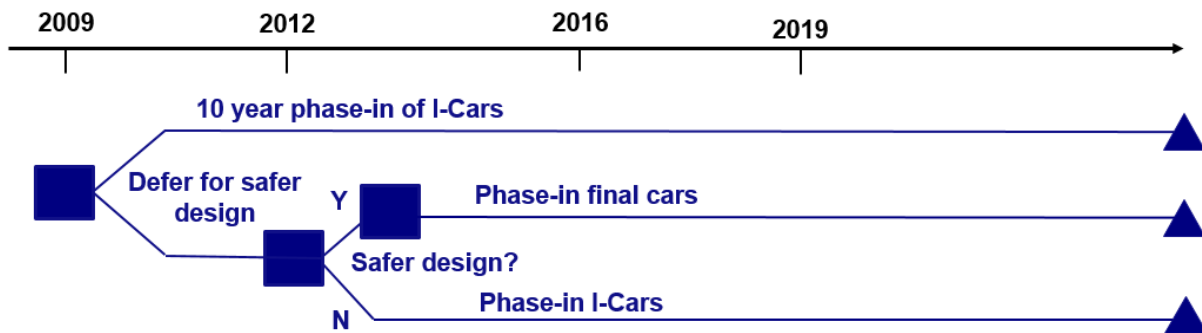 2009 2012 2016 2019
10 year phase-in of I-Cars
Defer for safer
design
Y
Phase-in final cars
Safer design?
Phase-in I-Cars
N